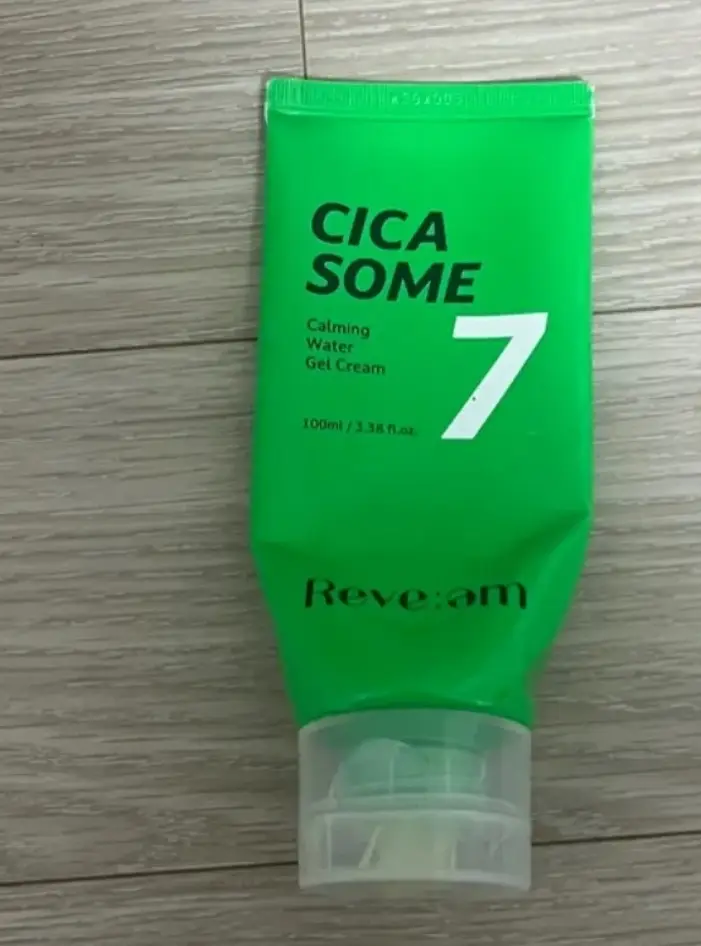 CICA
SOME
7
Calming
Water
Gel Cream
100ml / 3.38 fl.oz.
Reve:am